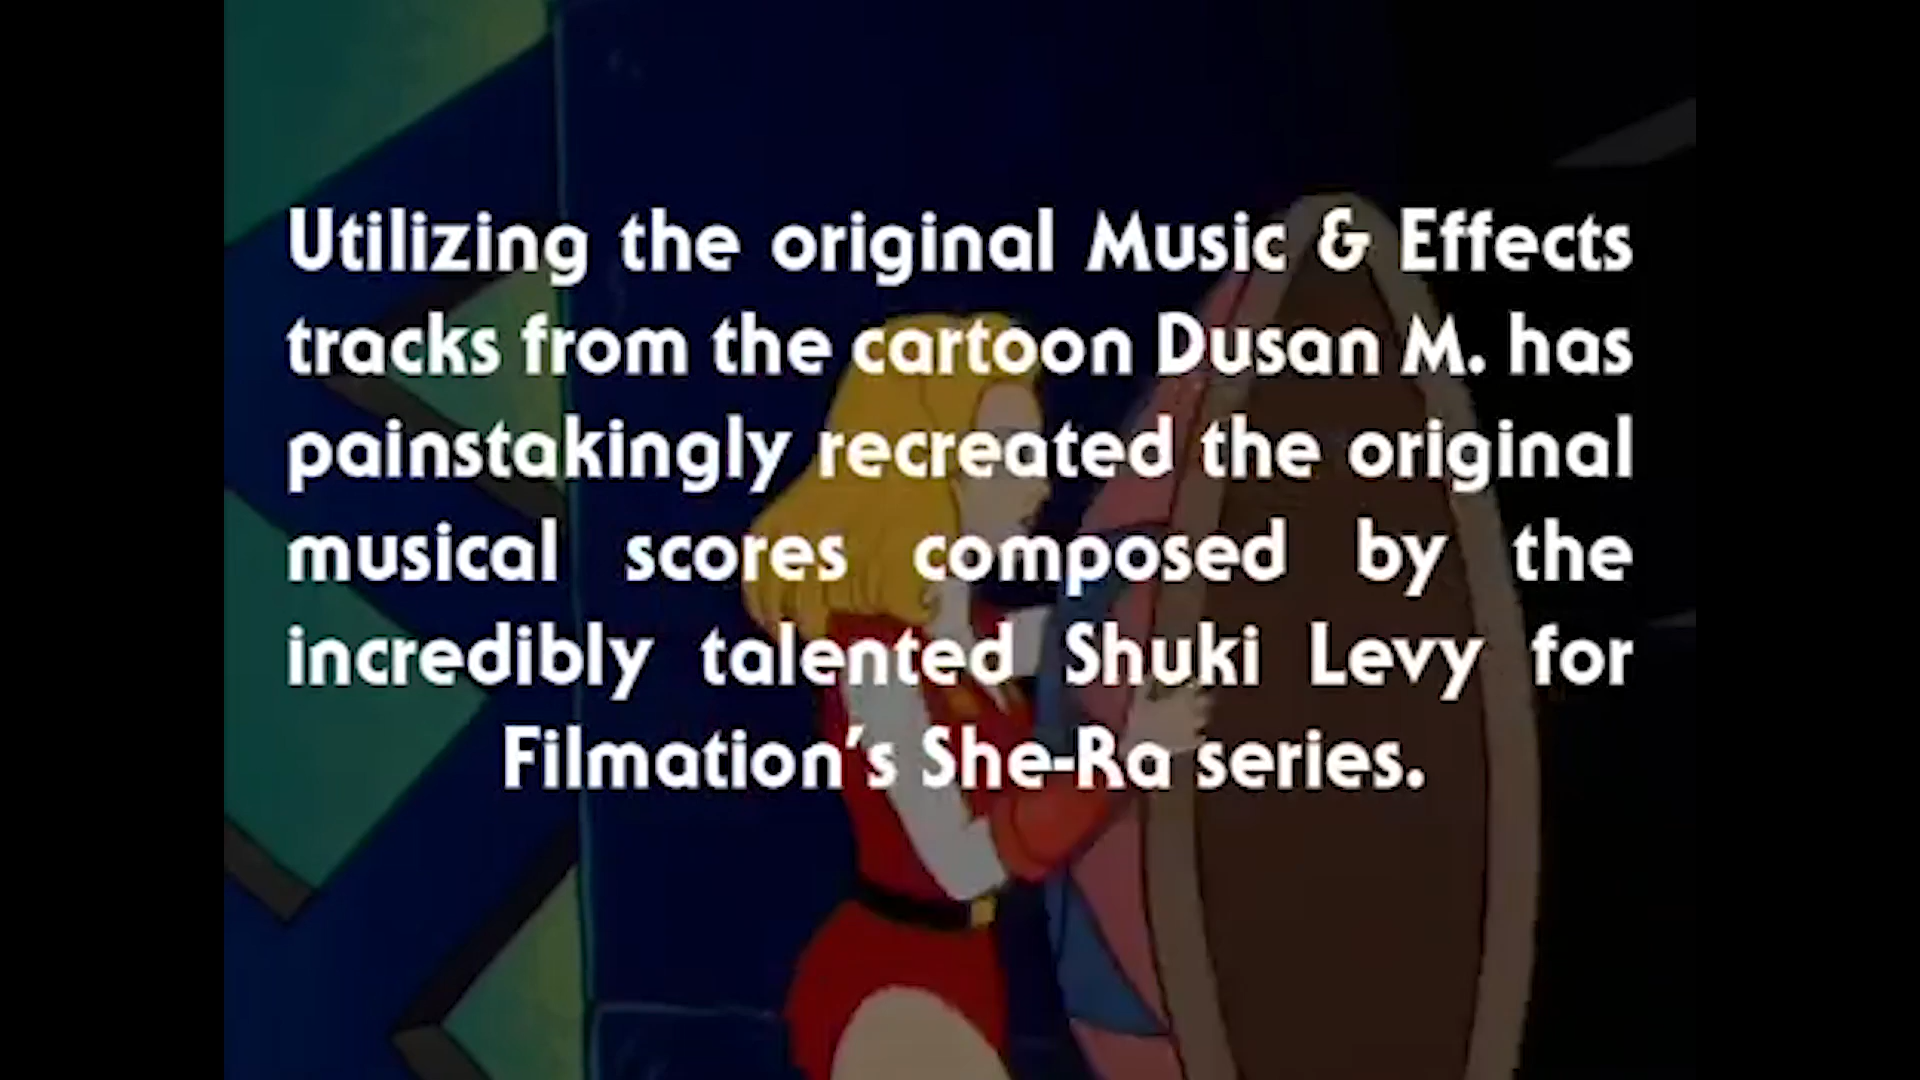 Utilizing the original Music & Effects
tracks from the cartoon Dusan M. has
painstakingly recreated the original
musical scores composed by the
incredibly talented Shuki Levy for
Filmation's She-Ra series.